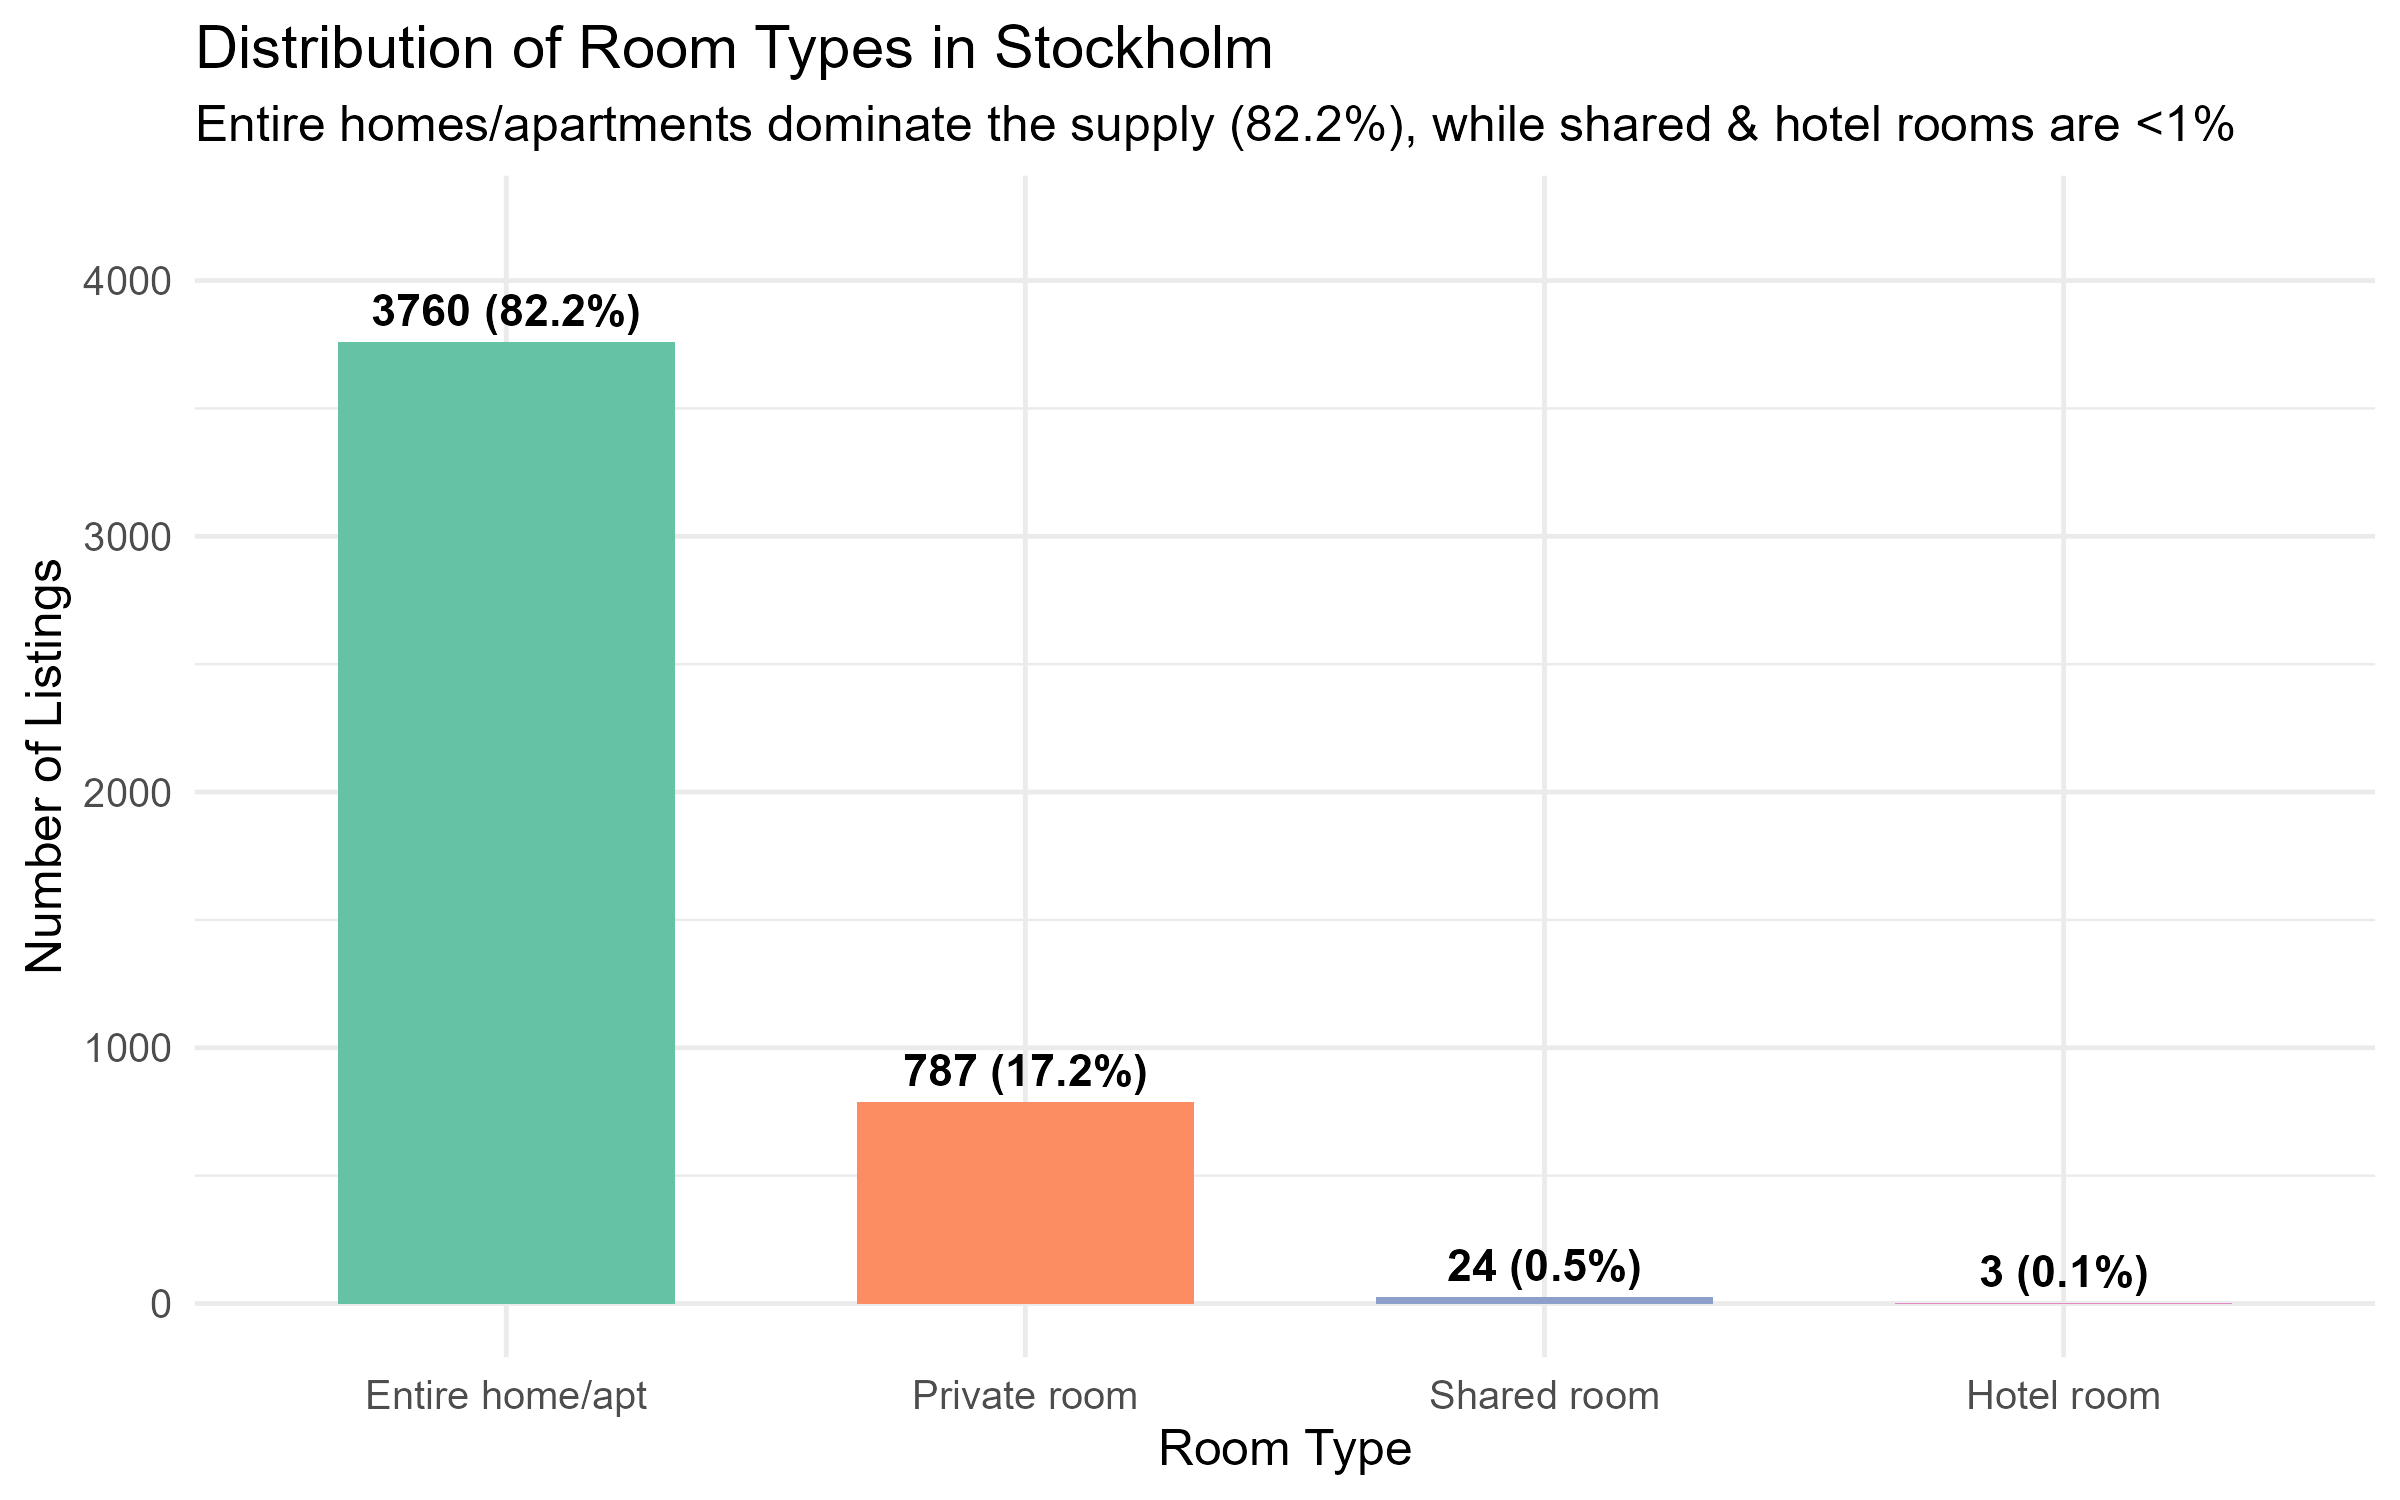 Distribution of Room Types in Stockholm
Entire homes/apartments dominate the supply (82.2%), while shared & hotel rooms are <1%
4000
3760 (82.2%)
3000
Number of Listings
2000
1000
787 (17.2%)
24 (0.5%)
3 (0.1%)
0
Entire home/apt
Private room
Shared room
Hotel room
Room Type